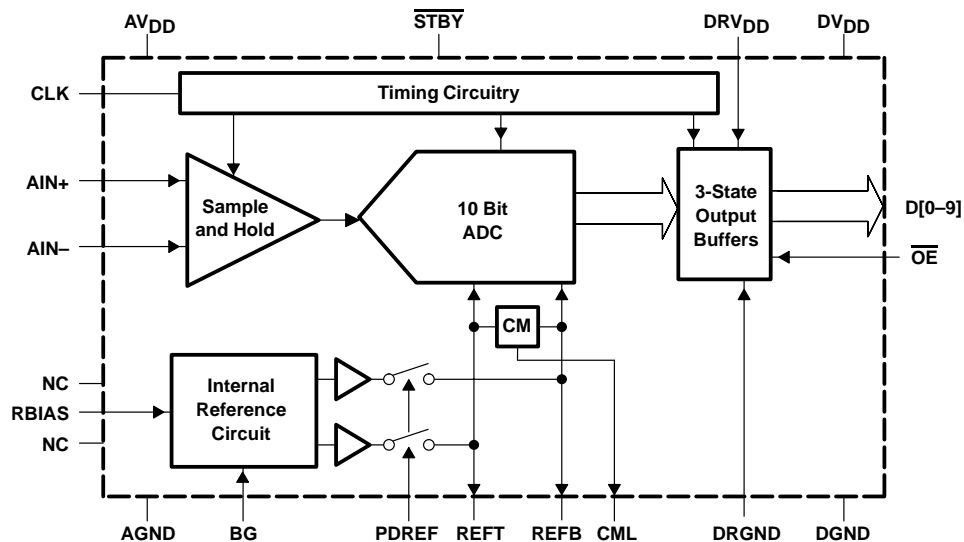 AVDD
STBY
DRVDD
DVDD
CLK
Timing Circuitry
AIN+
AIN–
Sample
and Hold
10 Bit
ADC
3-State
Output
Buffers
D[0–9]
OE
CM
NC
RBIAS
NC
Internal
Reference
Circuit
AGND
BG
PDREF
REFT
REFB
CML
DRGND
DGND